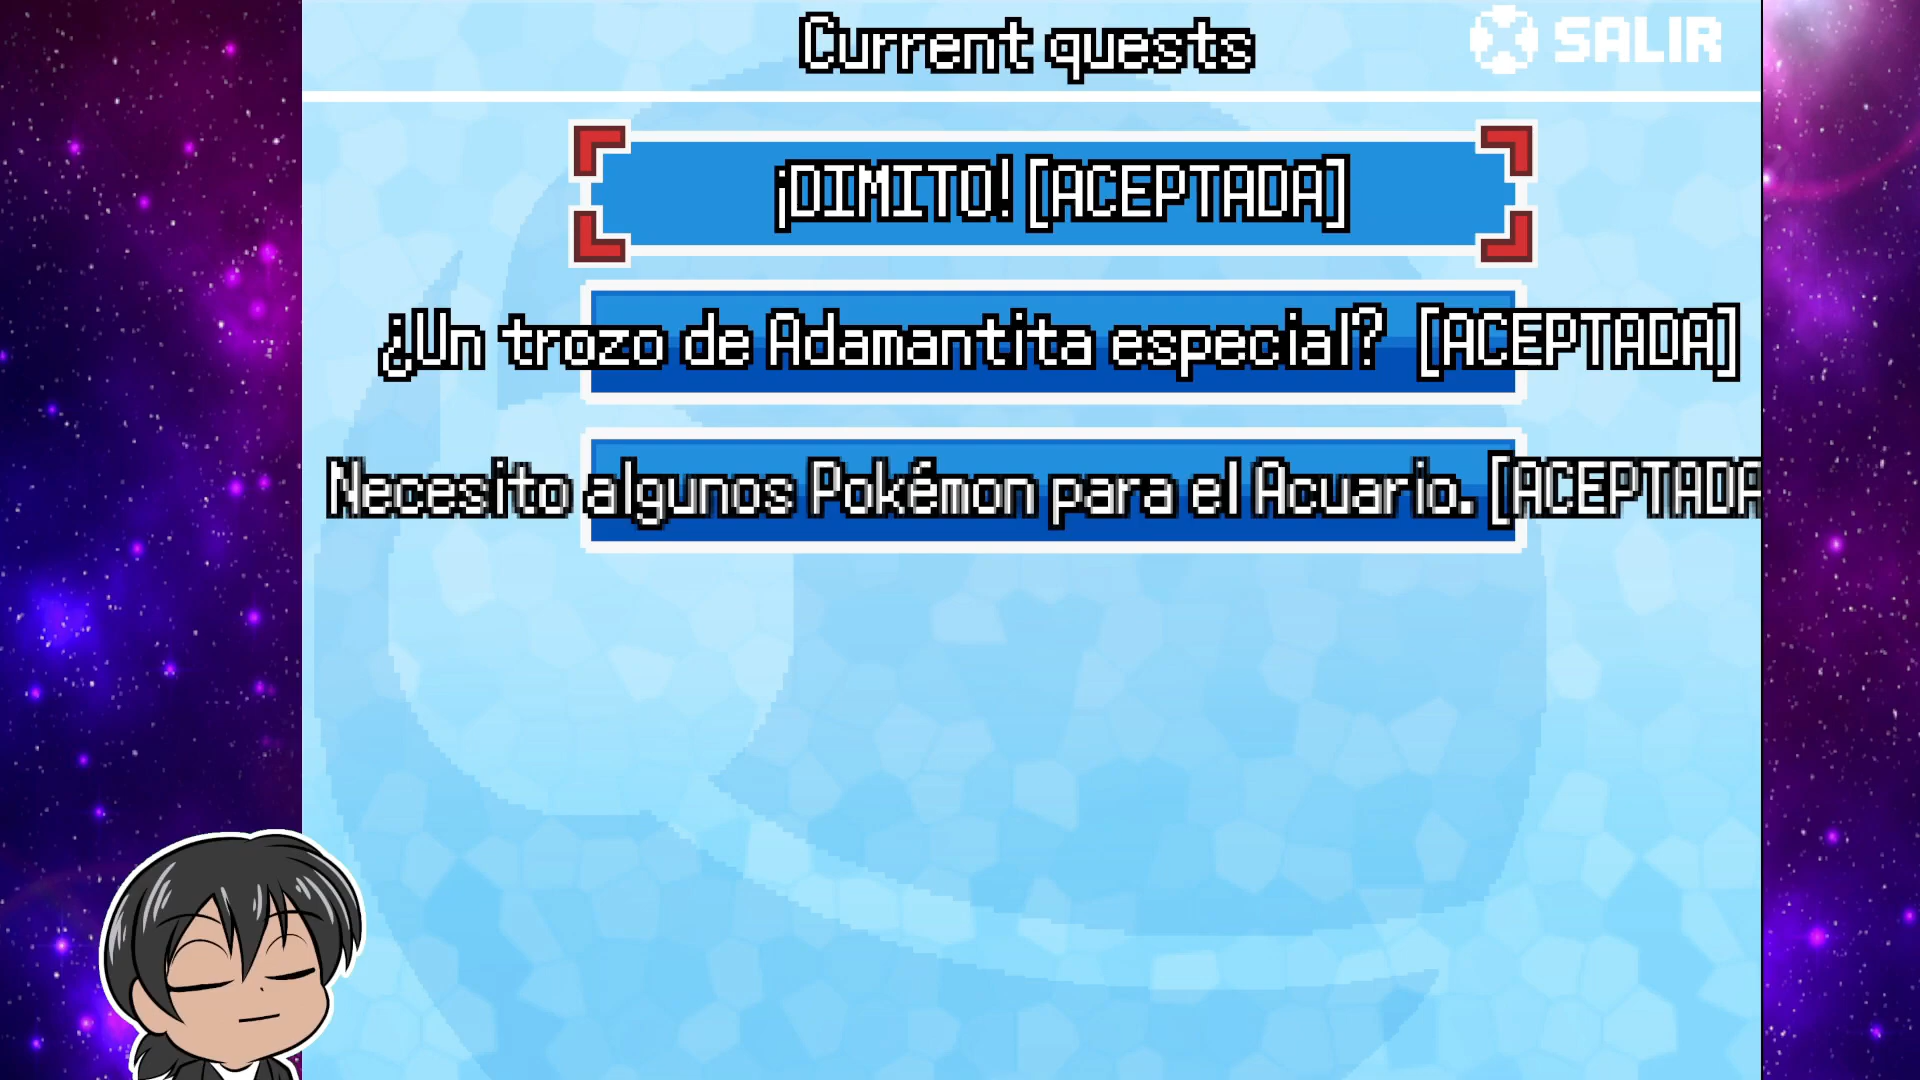 Current quests
SALIR
¡DIMITO! [ACEPTADA]
¿Un trozo de Adamantita especial? [ACEPTADA]
Necesito algunos Pokémon para el Acuario. [ACEPTADA